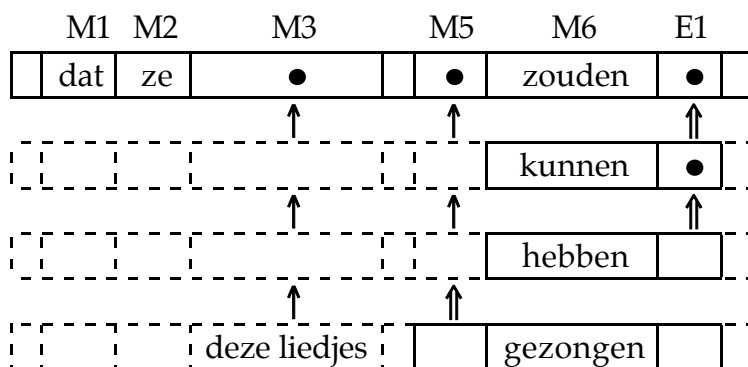 M1 M2 M3 M5 M6 E1
dat ze zouden
kunnen
hebben
deze liedjes gezongen